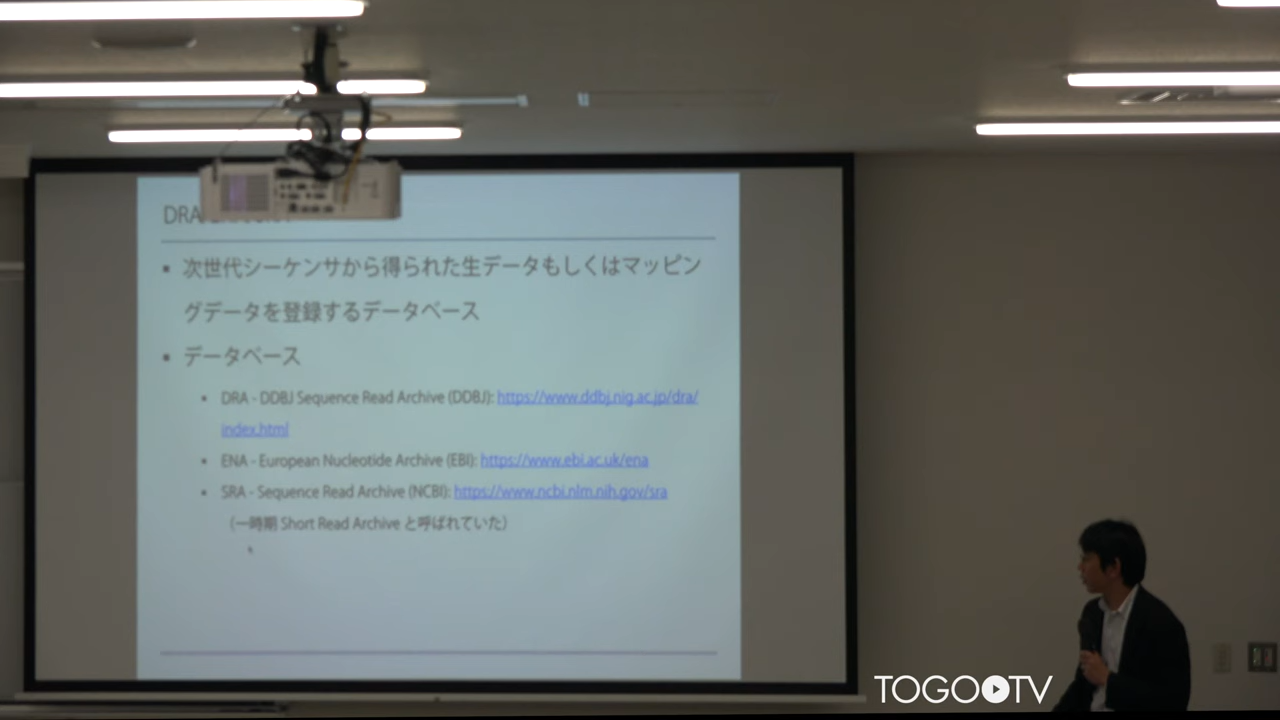 DRA
▪ 次世代シーケンサから得られた生データもしくはマッピン
グデータを登録するデータベース
▪ データベース
▪ DRA - DDBJ Sequence Read Archive (DDBJ): https://www.ddbj.nig.ac.jp/dra/
index.html
▪ ENA - European Nucleotide Archive (EBI): https://www.ebi.ac.uk/ena
▪ SRA - Sequence Read Archive (NCBI): https://www.ncbi.nlm.nih.gov/sra
（一時期 Short Read Archive と呼ばれていた）
TOGOTV